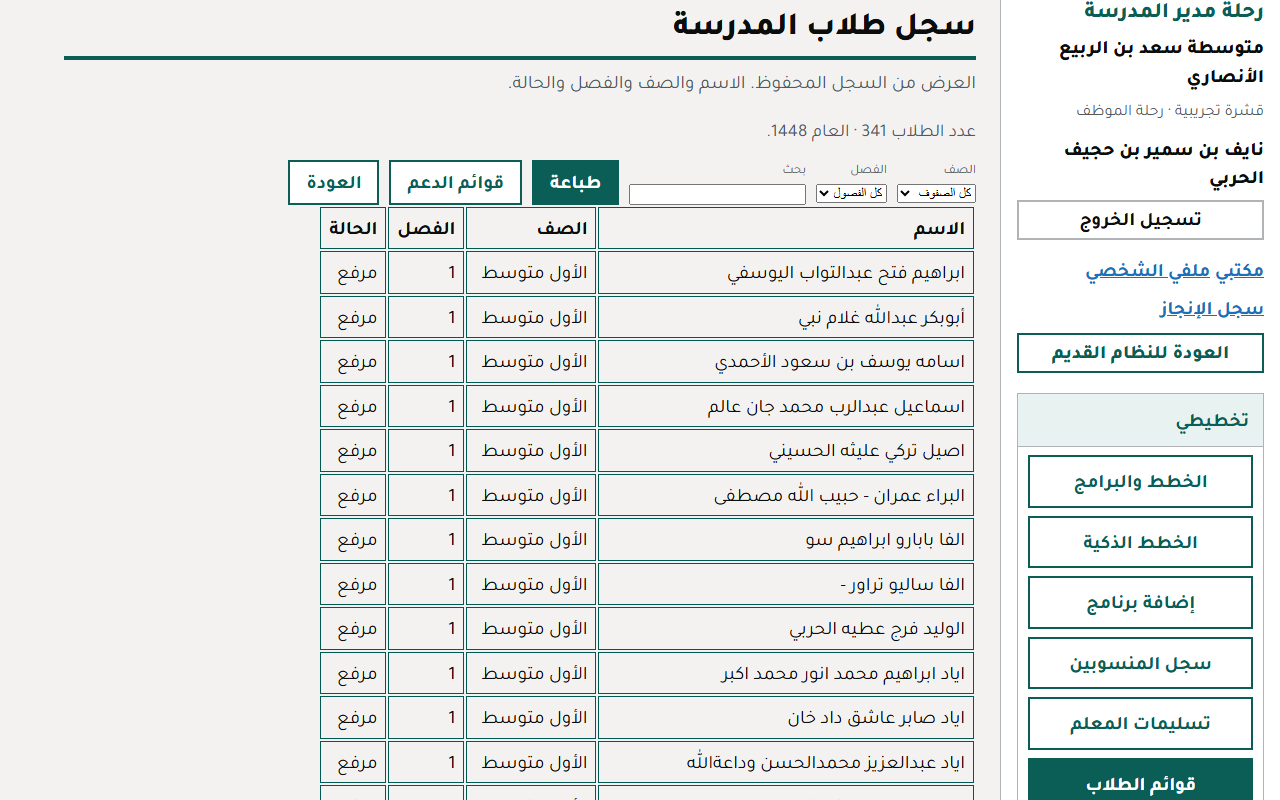 رحلة مدير المدرسة
متوسطة سعد بن الربيع
الأنصاري
قشرة تجريبية · رحلة الموظف
نايف بن سمير بن حجيف
الحربي
تسجيل الخروج
مكتبي ملفي الشخصي
سجل الإنجاز
العودة للنظام القديم
تخطيطي
الخطط والبرامج
الخطط الذكية
إضافة برنامج
سجل المنسوبين
تسليمات المعلم
قوائم الطلاب
سجل طلاب المدرسة
العرض من السجل المحفوظ. الاسم والصف والفصل والحالة.
عدد الطلاب 341 · العام 1448.
الصف الفصل بحث
كل الصفوف كل الفصول طباعة قوائم الدعم العودة
الاسم الصف الفصل الحالة
ابراهيم فتح عبدالتواب اليوسفي الأول متوسط 1 مرفع
أبوبكر عبدالله غلام نبي الأول متوسط 1 مرفع
اسامه يوسف بن سعود الأحمدي الأول متوسط 1 مرفع
اسماعيل عبدالرب محمد جان عالم الأول متوسط 1 مرفع
اصيل تركي عليثه الحسيني الأول متوسط 1 مرفع
البراء عمران - حبيب الله مصطفى الأول متوسط 1 مرفع
الفا بابارو ابراهيم سو الأول متوسط 1 مرفع
الفا ساليو تراور - الأول متوسط 1 مرفع
الوليد فرج عطيه الحربي الأول متوسط 1 مرفع
اياد ابراهيم محمد انور محمد اكبر الأول متوسط 1 مرفع
اياد صابر عاشق داد خان الأول متوسط 1 مرفع
اياد عبدالعزيز محمدالحسن وداعةالله الأول متوسط 1 مرفع